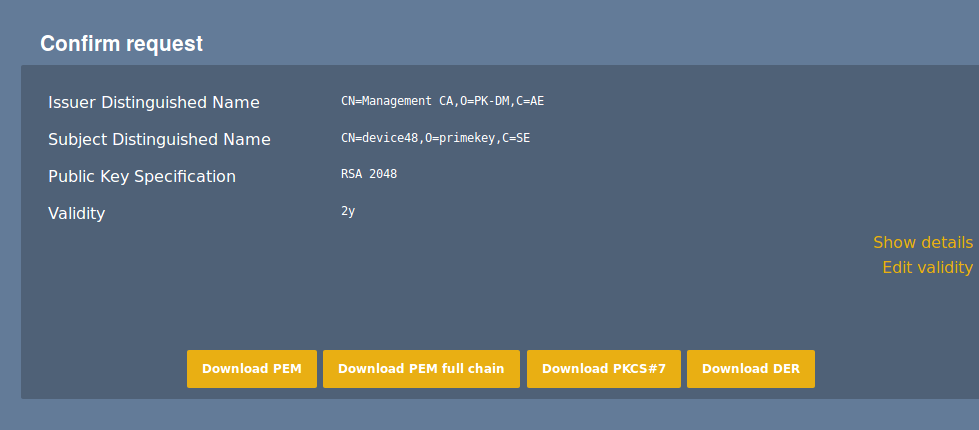 Confirm request
Issuer Distinguished Name CN=Management CA,O=PK-DM,C=AE
Subject Distinguished Name CN=device48,O=primekey,C=SE
Public Key Specification RSA 2048
Validity 2y
Show details
Edit validity
Download PEM Download PEM full chain Download PKCS#7 Download DER